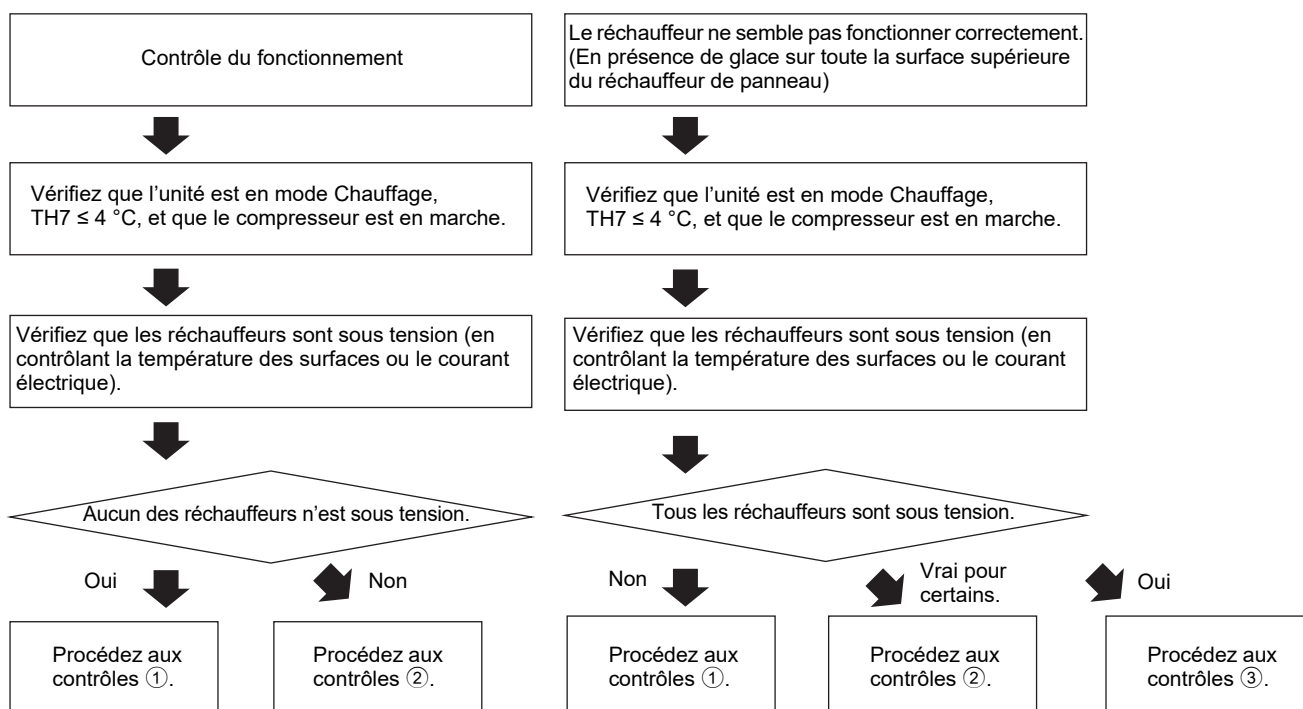 Contrôle du fonctionnement
Vérifiez que l’unité est en mode Chauffage,
TH7 ≤ 4 °C, et que le compresseur est en marche.
Vérifiez que les réchauffeurs sont sous tension (en
contrôlant la température des surfaces ou le courant
électrique).
Aucun des réchauffeurs n’est sous tension.
Oui
Non
Procédez aux
contrôles ①.
Procédez aux
contrôles ②.
Le réchauffeur ne semble pas fonctionner correctement.
(En présence de glace sur toute la surface supérieure
du réchauffeur de panneau)
Vérifiez que l’unité est en mode Chauffage,
TH7 ≤ 4 °C, et que le compresseur est en marche.
Vérifiez que les réchauffeurs sont sous tension (en
contrôlant la température des surfaces ou le courant
électrique).
Tous les réchauffeurs sont sous tension.
Non
Vrai pour
certains.
Oui
Procédez aux
contrôles ①.
Procédez aux
contrôles ②.
Procédez aux
contrôles ③.